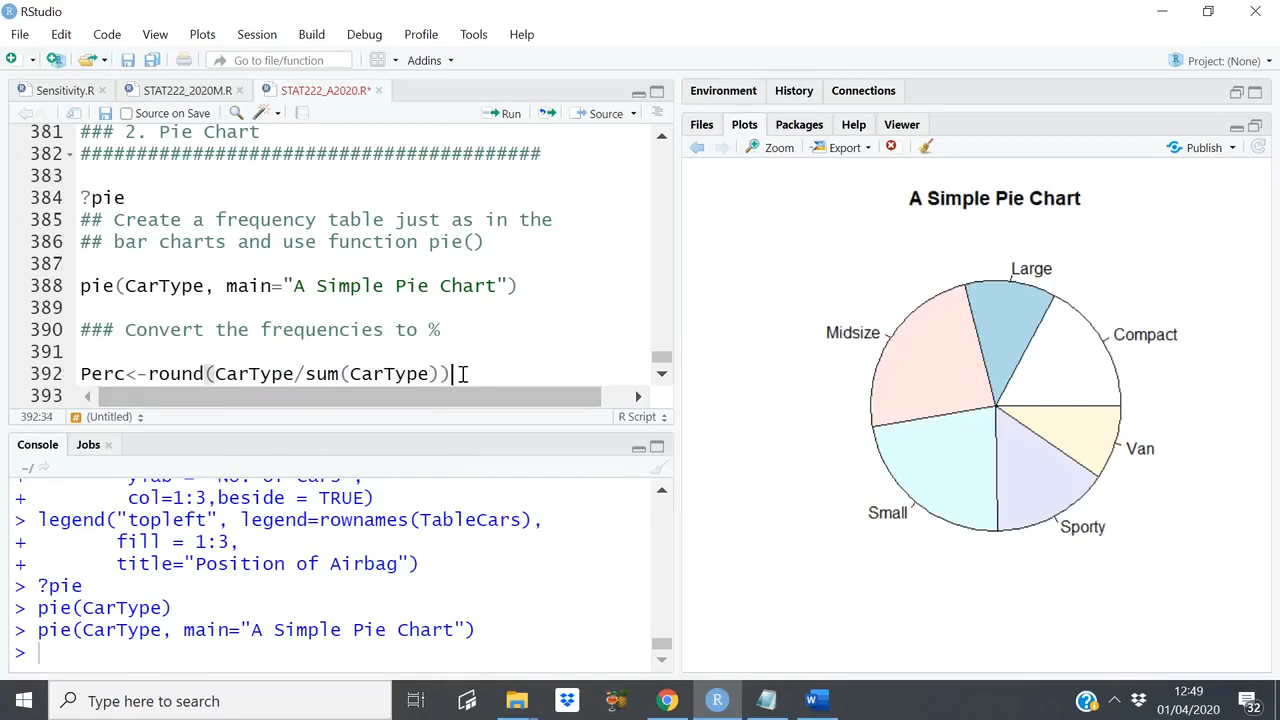 RStudio
File Edit Code View Plots Session Build Debug Profile Tools Help
Go to file/function Addins Project: (None)
Sensitivity.R STAT222_2020M.R STAT222_A2020.R*
Source on Save Run Source
381 ### 2. Pie Chart
382 #########################################
383
384 ?pie
385 ## Create a frequency table just as in the
386 ## bar charts and use function pie()
387
388 pie(CarType, main="A Simple Pie Chart")
389
390 ### Convert the frequencies to %
391
392 Perc<-round(CarType/sum(CarType))
393
392:34 (Untitled) R Script
Console Jobs
~/
+ ylab = "No. of Cars",
+ col=1:3,beside = TRUE)
> legend("topleft", legend=rownames(TableCars),
+ fill = 1:3,
+ title="Position of Airbag")
> ?pie
> pie(CarType)
> pie(CarType, main="A Simple Pie Chart")
>
Environment History Connections
Files Plots Packages Help Viewer
Zoom Export Publish
A Simple Pie Chart
Large
Midsize
Compact
Van
Small
Sporty
Type here to search
12:49
01/04/2020
32